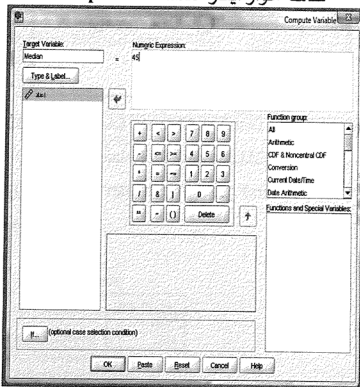 Compute Variable
Target Variable:
Numeric Expression:
Median
=
45
Type & Label...
Function group:
All
Arithmetic
CDF & Noncentral CDF
Conversion
Current Date/Time
Date Arithmetic
+ < > 7 8 9
- <= >= 4 5 6
* = ~= 1 2 3
/ & | 0 .
** ~ ( ) Delete
Functions and Special Variables:
If... (optional case selection condition)
OK Paste Reset Cancel Help